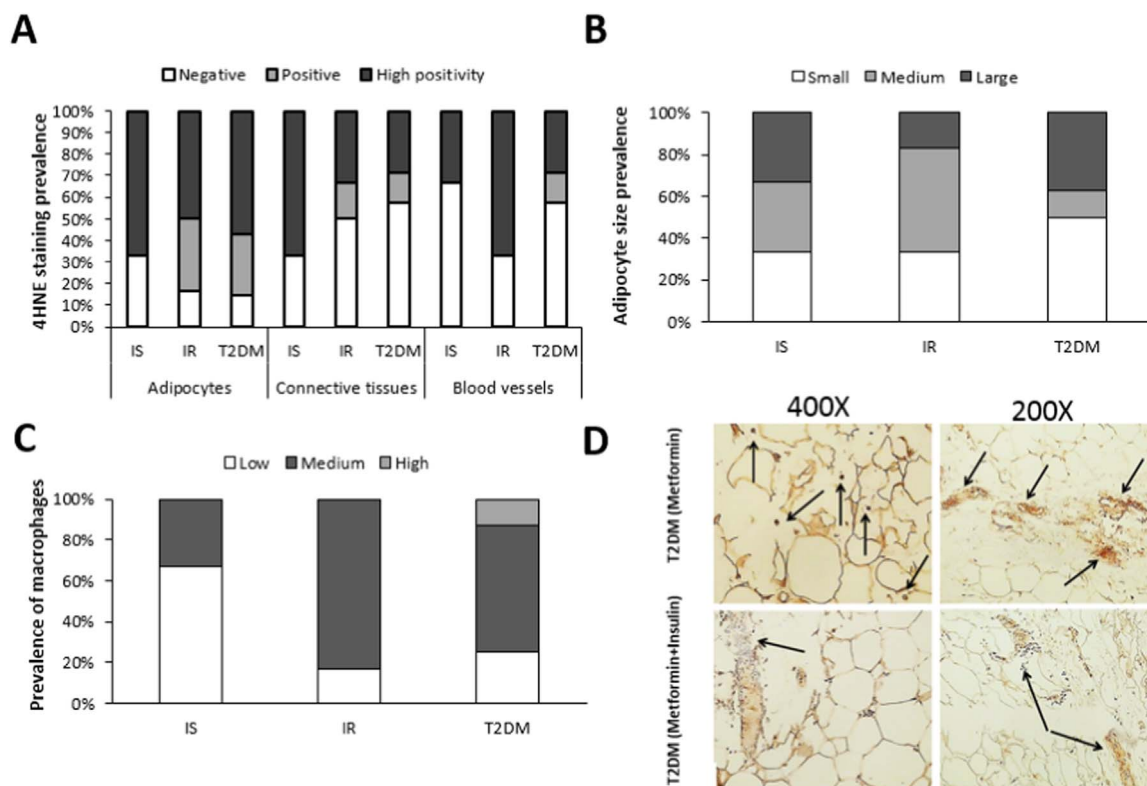 A
Negative Positive High positivity
4HNE staining prevalence
100%
90%
80%
70%
60%
50%
40%
30%
20%
10%
0%
IS IR T2DM IS IR T2DM IS IR T2DM
Adipocytes Connective tissues Blood vessels
B
Small Medium Large
Adipocyte size prevalence
100%
80%
60%
40%
20%
0%
IS IR T2DM
C
Low Medium High
Prevalence of macrophages
100%
80%
60%
40%
20%
0%
IS IR T2DM
D
400X 200X
T2DM (Metformin)
T2DM (Metformin+Insulin)